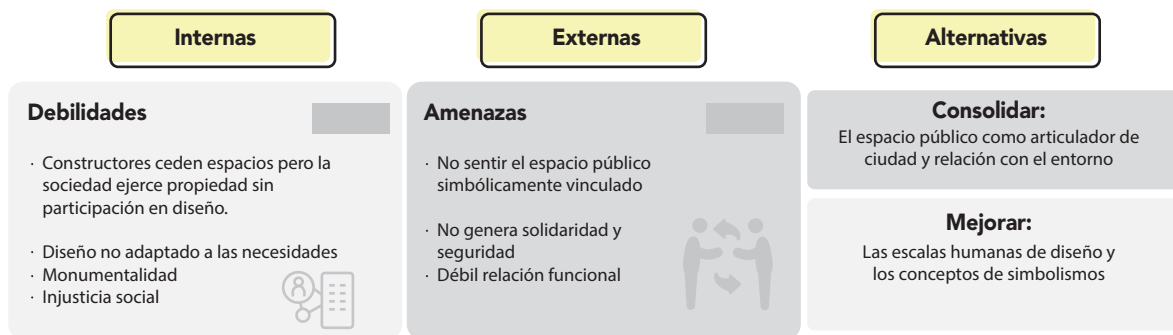 Internas
Externas
Alternativas
Debilidades
· Constructores ceden espacios pero la
sociedad ejerce propiedad sin
participación en diseño.
· Diseño no adaptado a las necesidades
· Monumentalidad
· Injusticia social
Amenazas
· No sentir el espacio público
simbólicamente vinculado
· No genera solidaridad y
seguridad
· Débil relación funcional
Consolidar:
El espacio público como articulador de
ciudad y relación con el entorno
Mejorar:
Las escalas humanas de diseño y
los conceptos de simbolismos